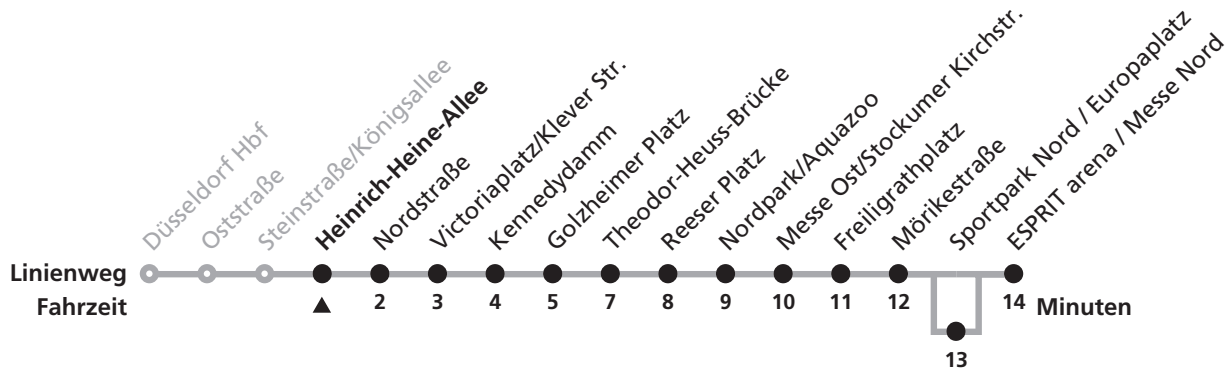 Düsseldorf Hbf
Oststraße
Steinstraße/Königsallee
Heinrich-Heine-Allee
Nordstraße
Victoriaplatz/Klever Str.
Kennedydamm
Golzheimer Platz
Theodor-Heuss-Brücke
Reeser Platz
Nordpark/Aquazoo
Messe Ost/Stockumer Kirchstr.
Freiligrathplatz
Mörikestraße
Sportpark Nord / Europaplatz
ESPRIT arena / Messe Nord
Linienweg
Fahrzeit ▲ 2 3 4 5 7 8 9 10 11 12 14 Minuten
13